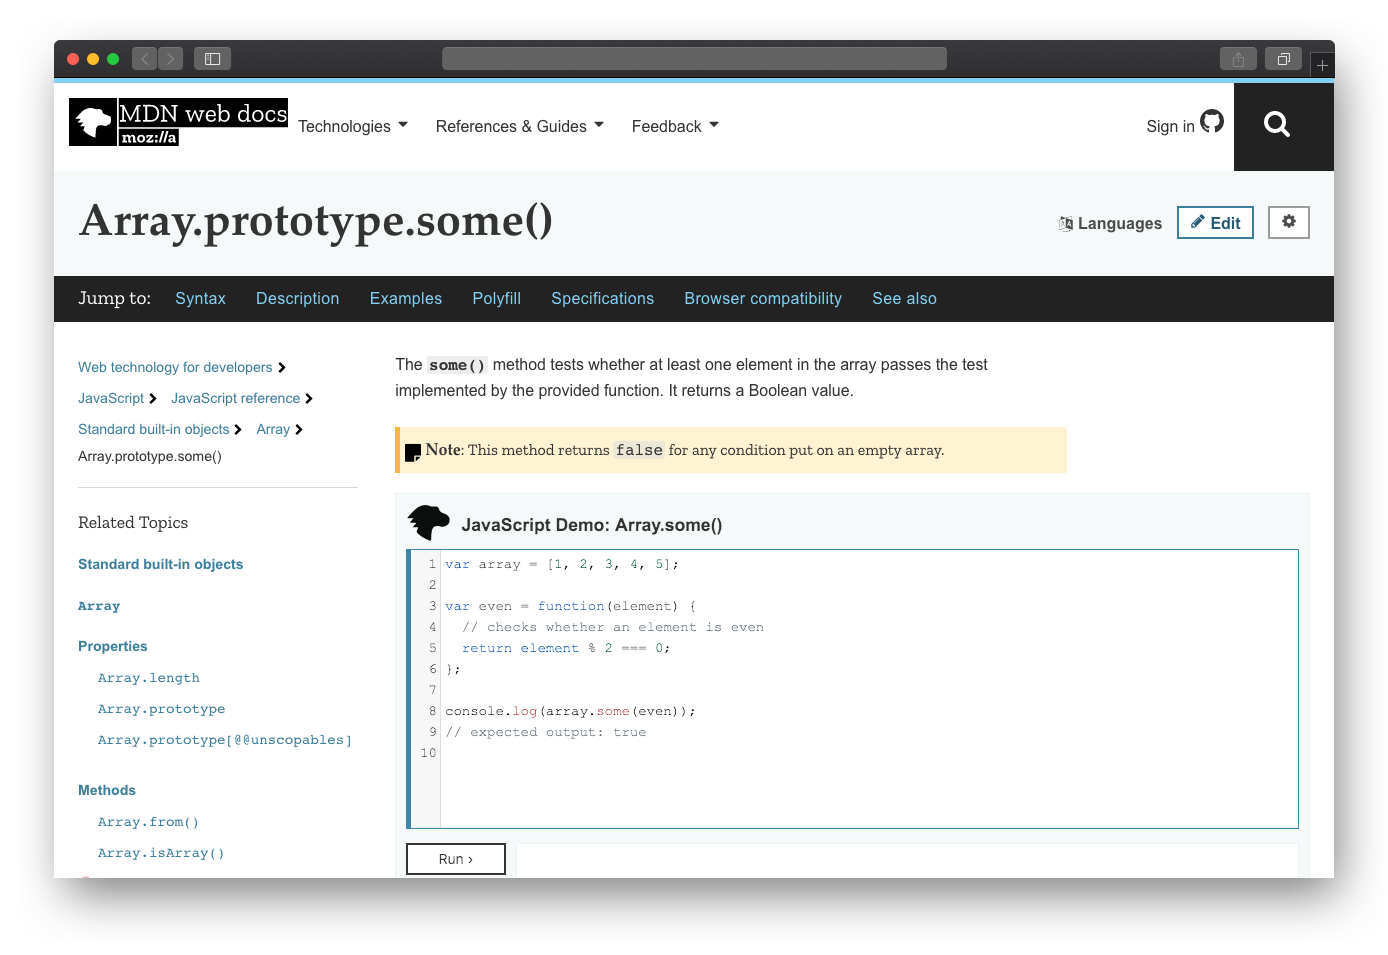 MDN web docs
moz://a
Technologies References & Guides Feedback
Sign in
Array.prototype.some()
Languages Edit
Jump to: Syntax Description Examples Polyfill Specifications Browser compatibility See also
Web technology for developers
JavaScript JavaScript reference
Standard built-in objects Array
Array.prototype.some()
Related Topics
Standard built-in objects
Array
Properties
Array.length
Array.prototype
Array.prototype[@@unscopables]
Methods
Array.from()
Array.isArray()
The some() method tests whether at least one element in the array passes the test
implemented by the provided function. It returns a Boolean value.
Note: This method returns false for any condition put on an empty array.
JavaScript Demo: Array.some()
1 var array = [1, 2, 3, 4, 5];
2
3 var even = function(element) {
4   // checks whether an element is even
5   return element % 2 === 0;
6 };
7
8 console.log(array.some(even));
9 // expected output: true
10
Run ›